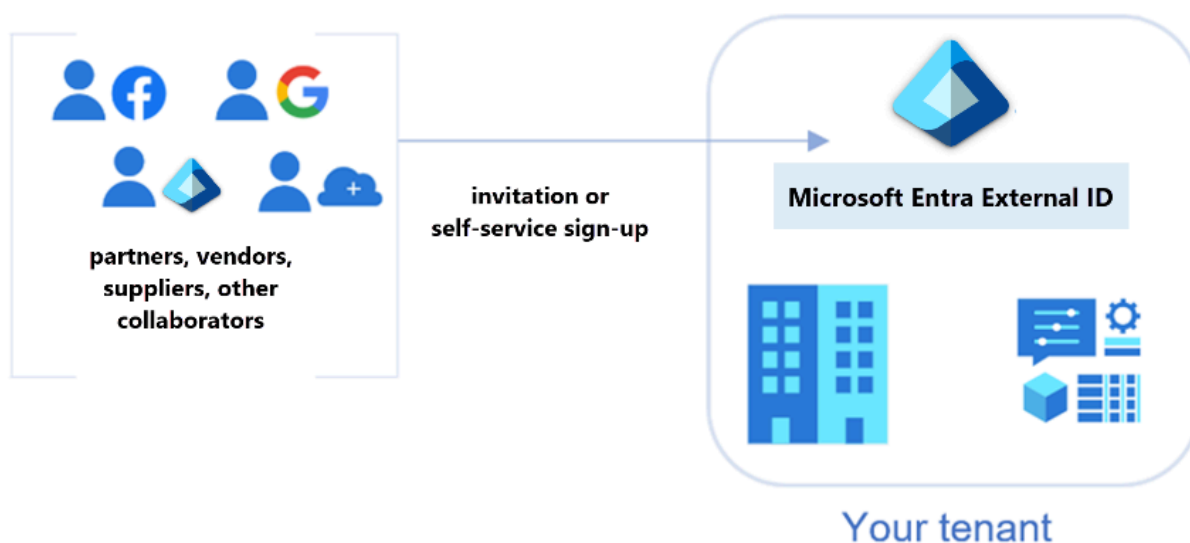 partners, vendors,
suppliers, other
collaborators
invitation or
self-service sign-up
Microsoft Entra External ID
Your tenant